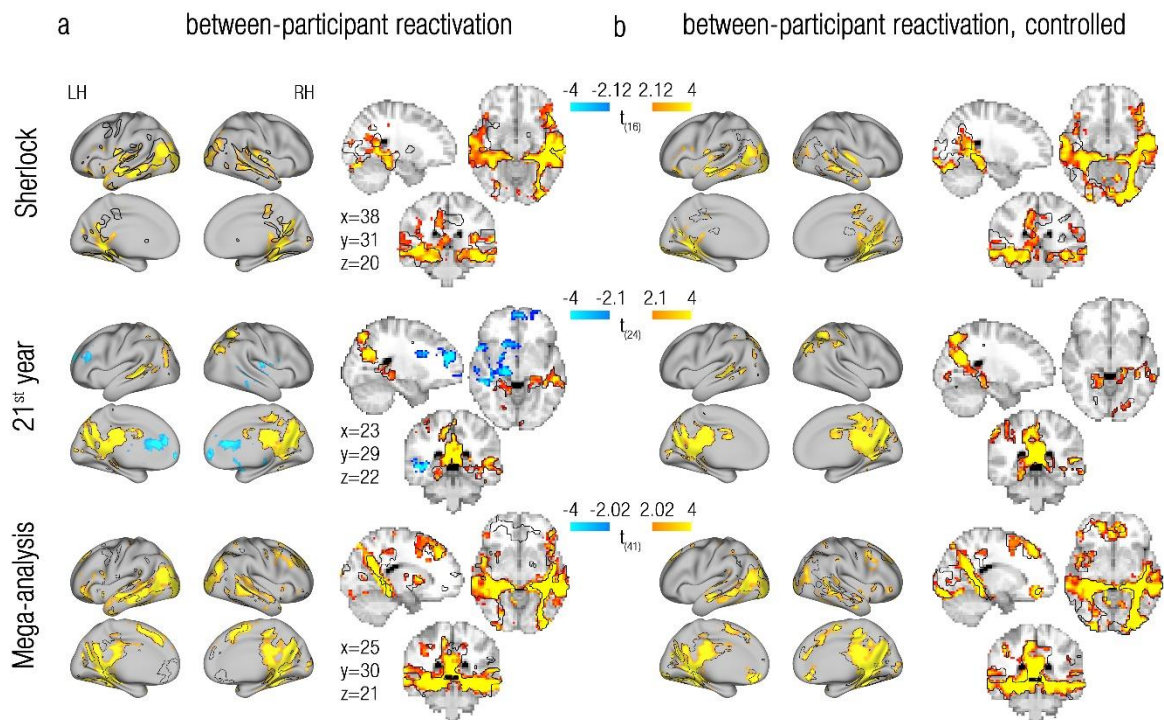 a between-participant reactivation b between-participant reactivation, controlled
LH RH
-4 -2.12 2.12 4
t(16)
Sherlock
x=38
y=31
z=20
-4 -2.1 2.1 4
t(24)
21st year
x=23
y=29
z=22
-4 -2.02 2.02 4
t(41)
Mega-analysis
x=25
y=30
z=21